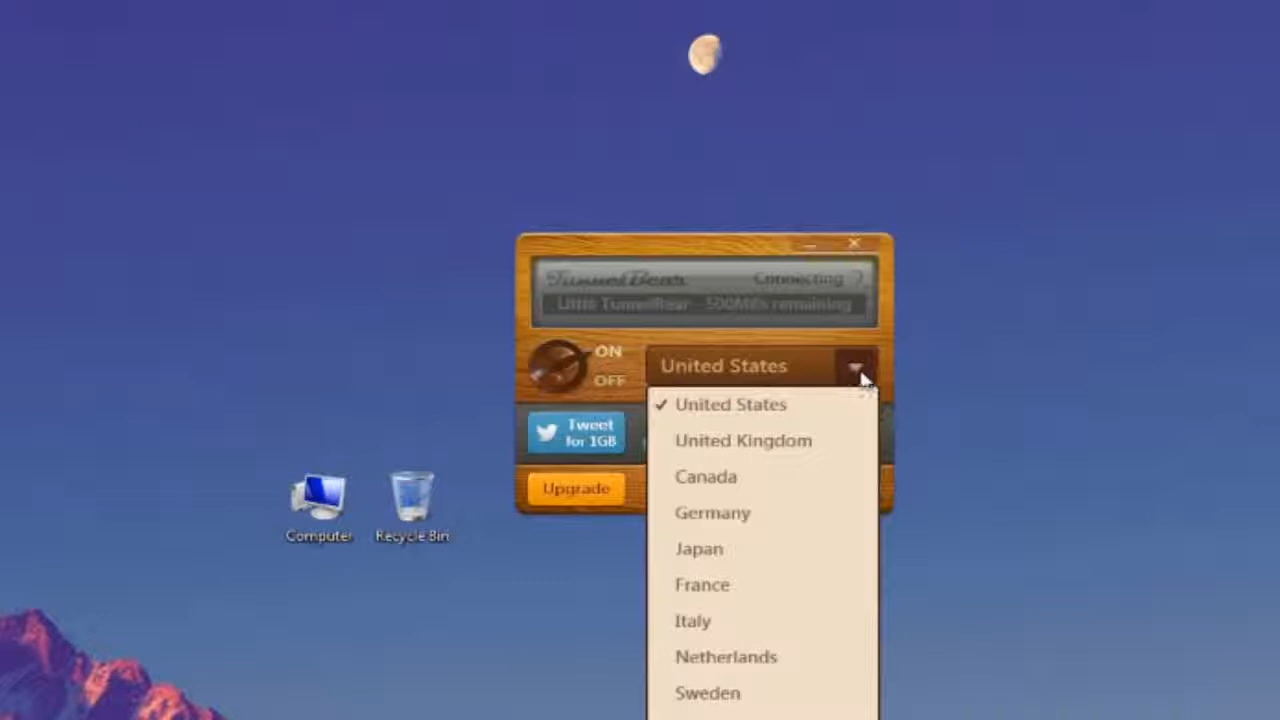 TunnelBear Connecting
Little TunnelBear 500MB's remaining
ON
United States
OFF
Tweet
for 1GB
Upgrade
United States
United Kingdom
Canada
Germany
Japan
France
Italy
Netherlands
Sweden
Computer
Recycle Bin